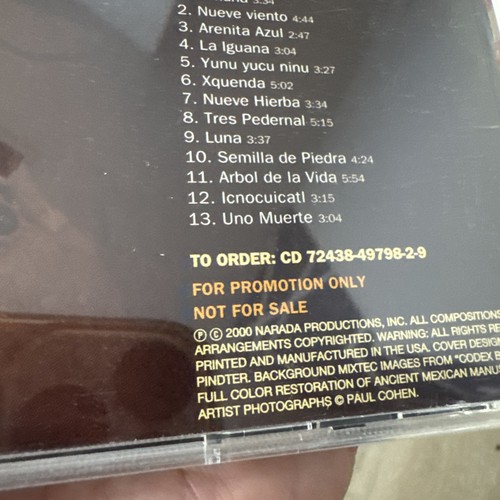 3:34
2. Nueve viento 4:44
3. Arenita Azul 2:47
4. La Iguana 3:04
5. Yunu yucu ninu 3:27
6. Xquenda 5:02
7. Nueve Hierba 3:34
8. Tres Pedernal 5:15
9. Luna 3:37
10. Semilla de Piedra 4:24
11. Arbol de la Vida 5:54
12. Icnocuicatl 3:15
13. Uno Muerte 3:04
TO ORDER: CD 72438-49798-2-9
FOR PROMOTION ONLY
NOT FOR SALE
Ⓟ © 2000 NARADA PRODUCTIONS, INC. ALL COMPOSITIONS
ARRANGEMENTS COPYRIGHTED. WARNING: ALL RIGHTS
PRINTED AND MANUFACTURED IN THE USA. COVER DESIGN
PINDTER. BACKGROUND MIXTEC IMAGES FROM "CODEX
FULL COLOR RESTORATION OF ANCIENT MEXICAN
ARTIST PHOTOGRAPHS © PAUL COHEN.